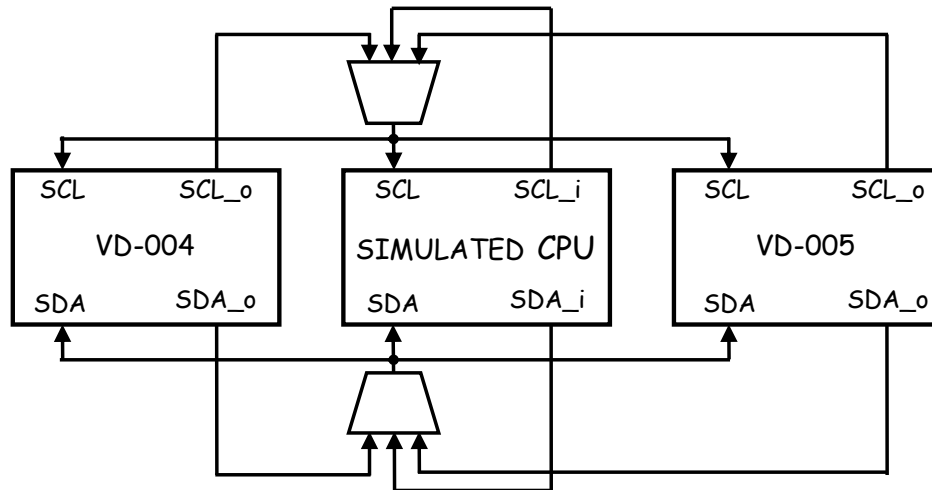 SCL SCL_o
VD-004
SDA SDA_o
SCL SCL_i
SIMULATED CPU
SDA SDA_i
SCL SCL_o
VD-005
SDA SDA_o